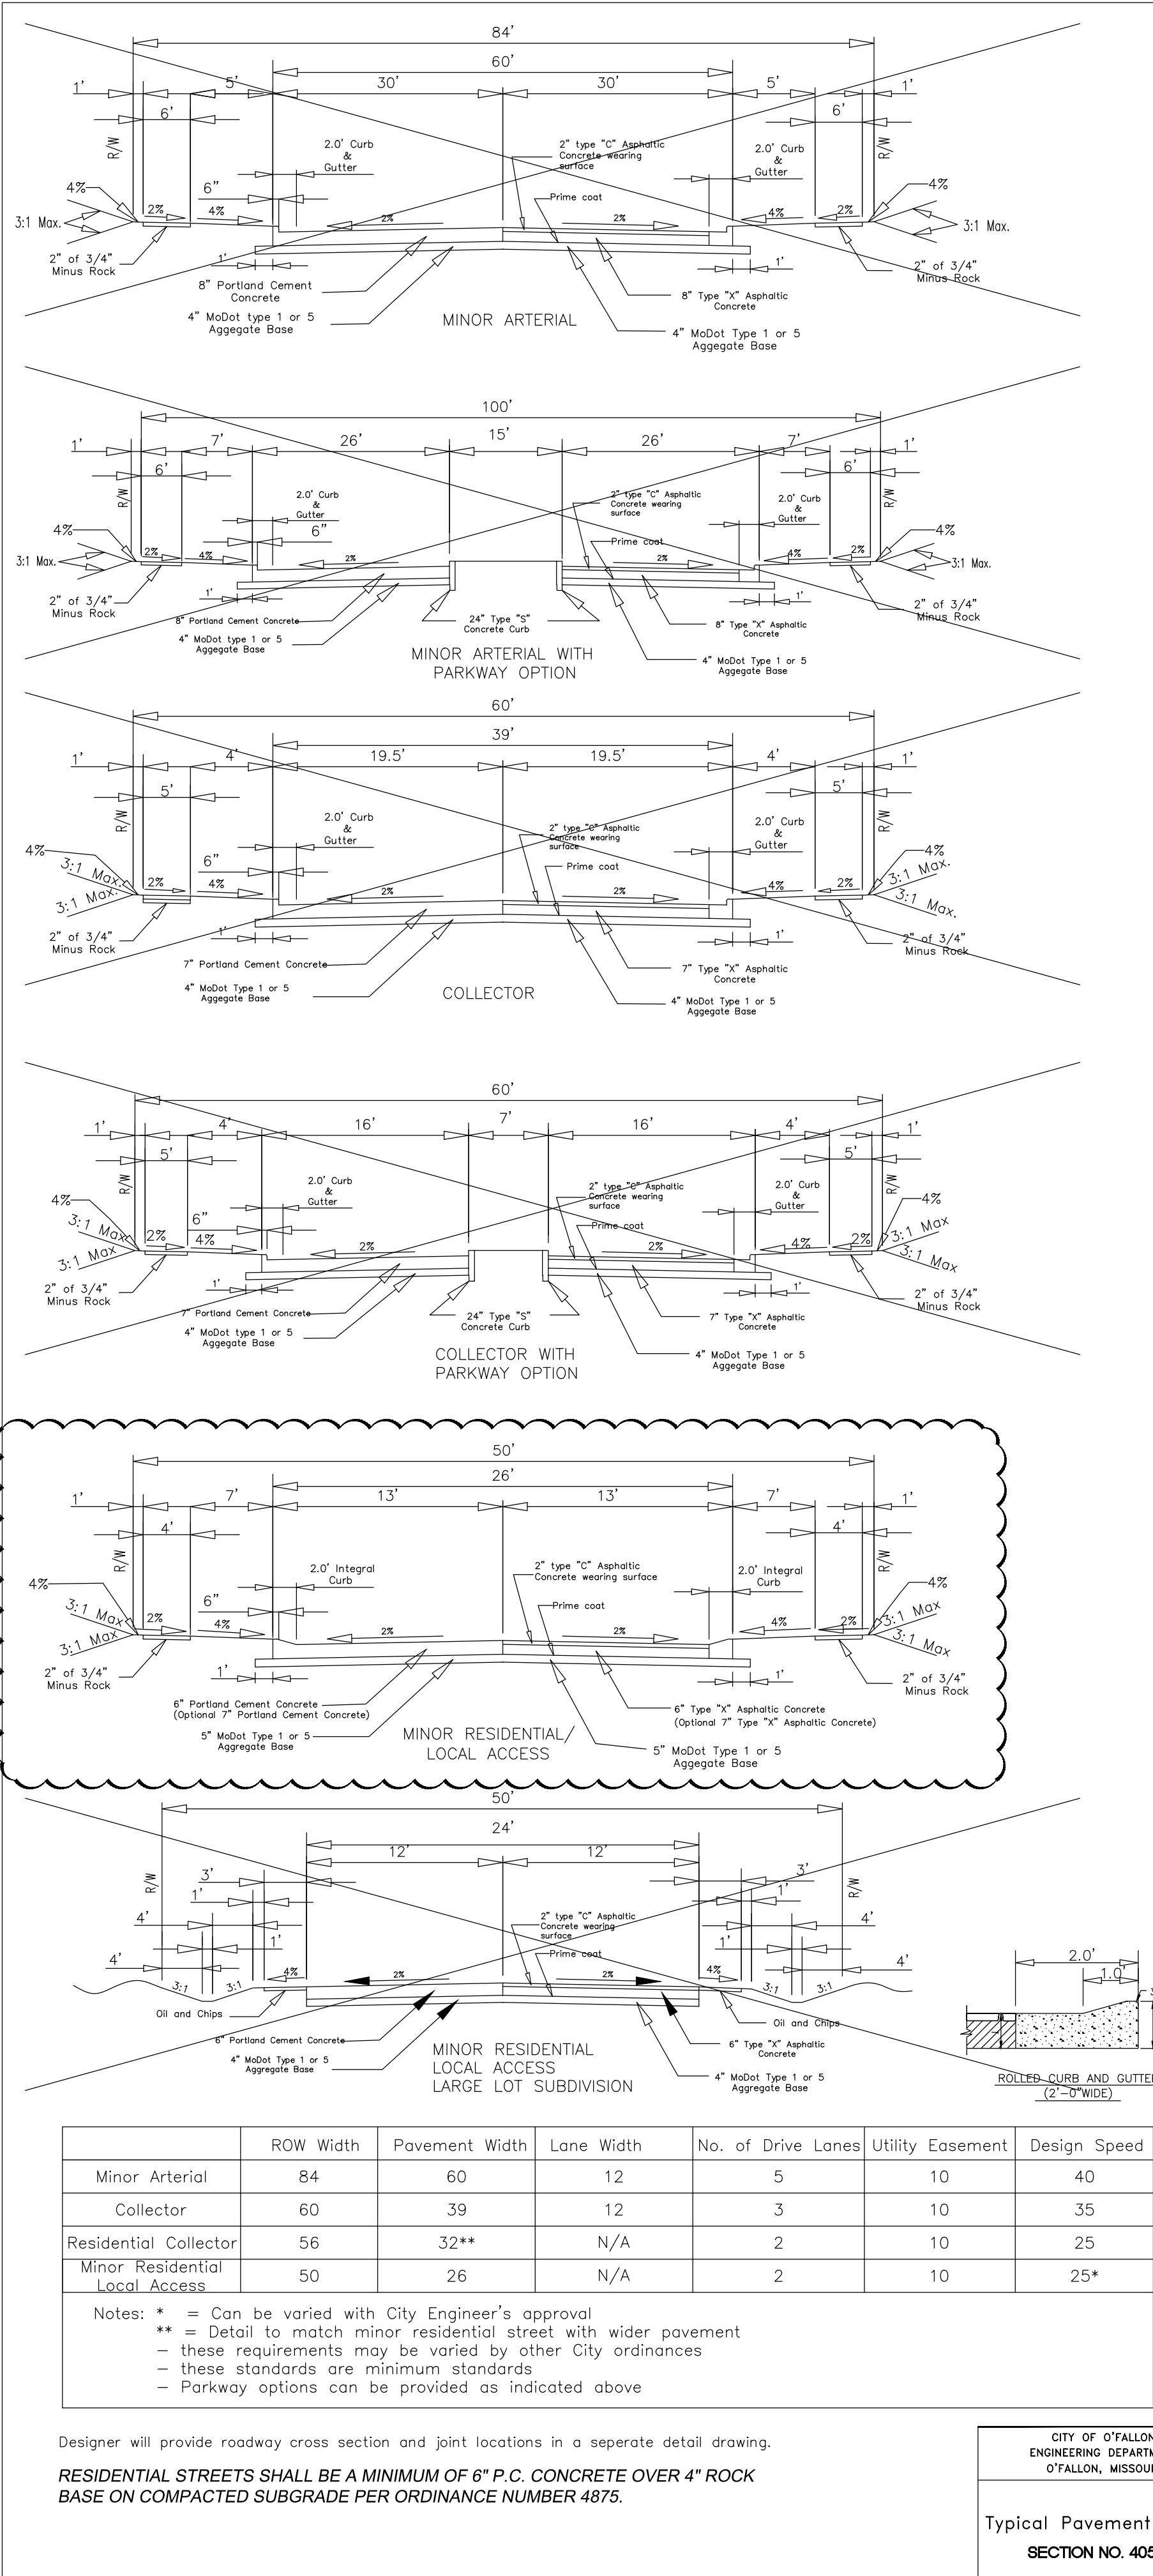 84'
60'
1' 5' 30' 30' 5' 1'
6' 6'
R/W R/W
2.0' Curb
&
Gutter
2" type "C" Asphaltic
Concrete wearing
surface
2.0' Curb
&
Gutter
Prime coat
4% 6" 4%
3:1 Max. 2% 4% 2% 2% 4% 2% 3:1 Max.
2" of 3/4"
Minus Rock
1' 1'
2" of 3/4"
Minus Rock
8" Portland Cement
Concrete
8" Type "X" Asphaltic
Concrete
4" MoDot type 1 or 5
Aggegate Base
4" MoDot Type 1 or 5
Aggegate Base
MINOR ARTERIAL
100'
1' 7' 26' 15' 26' 7' 1'
6' 6'
R/W R/W
2.0' Curb
&
Gutter
2" type "C" Asphaltic
Concrete wearing
surface
2.0' Curb
&
Gutter
6"
Prime coat
4% 4%
3:1 Max. 2% 4% 2% 2% 4% 2% 3:1 Max.
2" of 3/4"
Minus Rock
1' 1'
2" of 3/4"
Minus Rock
8" Portland Cement Concrete
24" Type "S"
Concrete Curb
8" Type "X" Asphaltic
Concrete
4" MoDot type 1 or 5
Aggegate Base
4" MoDot Type 1 or 5
Aggegate Base
MINOR ARTERIAL WITH
PARKWAY OPTION
60'
39'
1' 4' 19.5' 19.5' 4' 1'
5' 5'
R/W R/W
2.0' Curb
&
Gutter
2" type "C" Asphaltic
Concrete wearing
surface
2.0' Curb
&
Gutter
Prime coat
4% 6" 4%
3:1 Max. 2% 4% 2% 2% 4% 2% 3:1 Max.
3:1 Max. 3:1 Max.
2" of 3/4"
Minus Rock
1' 1'
2" of 3/4"
Minus Rock
7" Portland Cement Concrete
7" Type "X" Asphaltic
Concrete
4" MoDot Type 1 or 5
Aggegate Base
4" MoDot Type 1 or 5
Aggegate Base
COLLECTOR
60'
1' 4' 16' 7' 16' 4' 1'
5' 5'
R/W R/W
2.0' Curb
&
Gutter
2" type "C" Asphaltic
Concrete wearing
surface
2.0' Curb
&
Gutter
Prime coat
4% 6" 4%
3:1 Max 2% 4% 2% 2% 4% 2% 3:1 Max
3:1 Max 3:1 Max
2" of 3/4"
Minus Rock
1' 1'
2" of 3/4"
Minus Rock
7" Portland Cement Concrete
24" Type "S"
Concrete Curb
7" Type "X" Asphaltic
Concrete
4" MoDot type 1 or 5
Aggegate Base
4" MoDot Type 1 or 5
Aggegate Base
COLLECTOR WITH
PARKWAY OPTION
50'
26'
1' 7' 13' 13' 7' 1'
4' 4'
R/W R/W
2.0' Integral
Curb
2" type "C" Asphaltic
Concrete wearing surface
2.0' Integral
Curb
Prime coat
4% 6" 4%
3:1 Max 2% 4% 2% 2% 4% 2% 3:1 Max
3:1 Max 3:1 Max
2" of 3/4"
Minus Rock
1' 1'
2" of 3/4"
Minus Rock
6" Portland Cement Concrete
(Optional 7" Portland Cement Concrete)
6" Type "X" Asphaltic Concrete
(Optional 7" Type "X" Asphaltic Concrete)
5" MoDot Type 1 or 5
Aggregate Base
5" MoDot Type 1 or 5
Aggegate Base
MINOR RESIDENTIAL/
LOCAL ACCESS
50'
24'
12' 12'
R/W 3' 3' R/W
1' 1'
4' 4'
1' 1'
4' 4'
2" type "C" Asphaltic
Concrete wearing
surface
Prime coat
3:1 3:1 4% 2% 2% 4% 3:1 3:1
Oil and Chips Oil and Chips
6" Portland Cement Concrete
6" Type "X" Asphaltic
Concrete
4" MoDot Type 1 or 5
Aggregate Base
4" MoDot Type 1 or 5
Aggregate Base
MINOR RESIDENTIAL
LOCAL ACCESS
LARGE LOT SUBDIVISION
2.0'
1.0'
ROLLED CURB AND GUTTE
(2'-0"WIDE)
ROW Width Pavement Width Lane Width No. of Drive Lanes Utility Easement Design Speed
Minor Arterial 84 60 12 5 10 40
Collector 60 39 12 3 10 35
Residential Collector 56 32** N/A 2 10 25
Minor Residential
Local Access 50 26 N/A 2 10 25*
Notes: * = Can be varied with City Engineer's approval
** = Detail to match minor residential street with wider pavement
– these requirements may be varied by other City ordinances
– these standards are minimum standards
– Parkway options can be provided as indicated above
Designer will provide roadway cross section and joint locations in a seperate detail drawing.
RESIDENTIAL STREETS SHALL BE A MINIMUM OF 6" P.C. CONCRETE OVER 4" ROCK
BASE ON COMPACTED SUBGRADE PER ORDINANCE NUMBER 4875.
CITY OF O'FALLON
ENGINEERING DEPARTM
O'FALLON, MISSOU
Typical Pavement
SECTION NO. 405